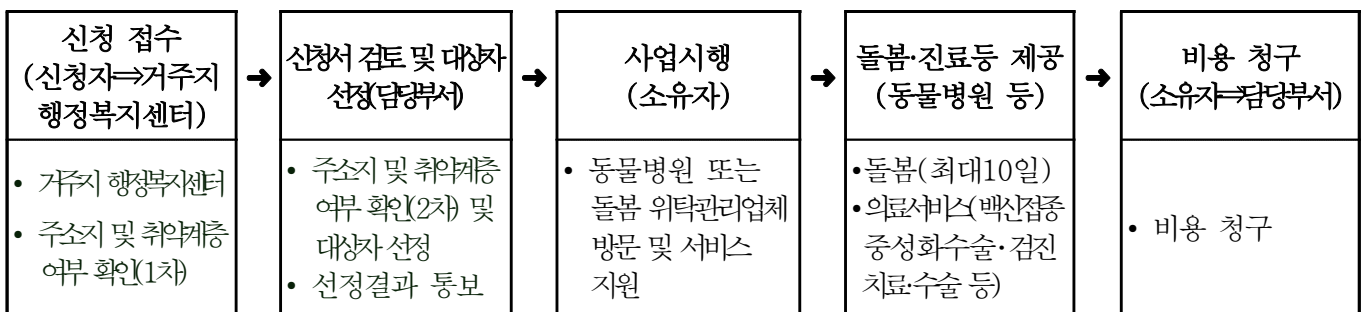 신청 접수
(신청자⇒거주지
행정복지센터)
• 거주지 행정복지센터
• 주소지 및 취약계층
여부 확인(1차)
➜
신청서 검토 및 대상자
선정(담당부서)
• 주소지 및 취약계층
여부 확인(2차) 및
대상자 선정
• 선정결과 통보
➜
사업시행
(소유자)
• 동물병원 또는
돌봄 위탁관리업체
방문 및 서비스
지원
➜
돌봄·진료등 제공
(동물병원 등)
•돌봄(최대10일)
•의료서비스(백신접종
중성화수술·검진
치료·수술 등)
➜
비용 청구
(소유자⇒담당부서)
• 비용 청구